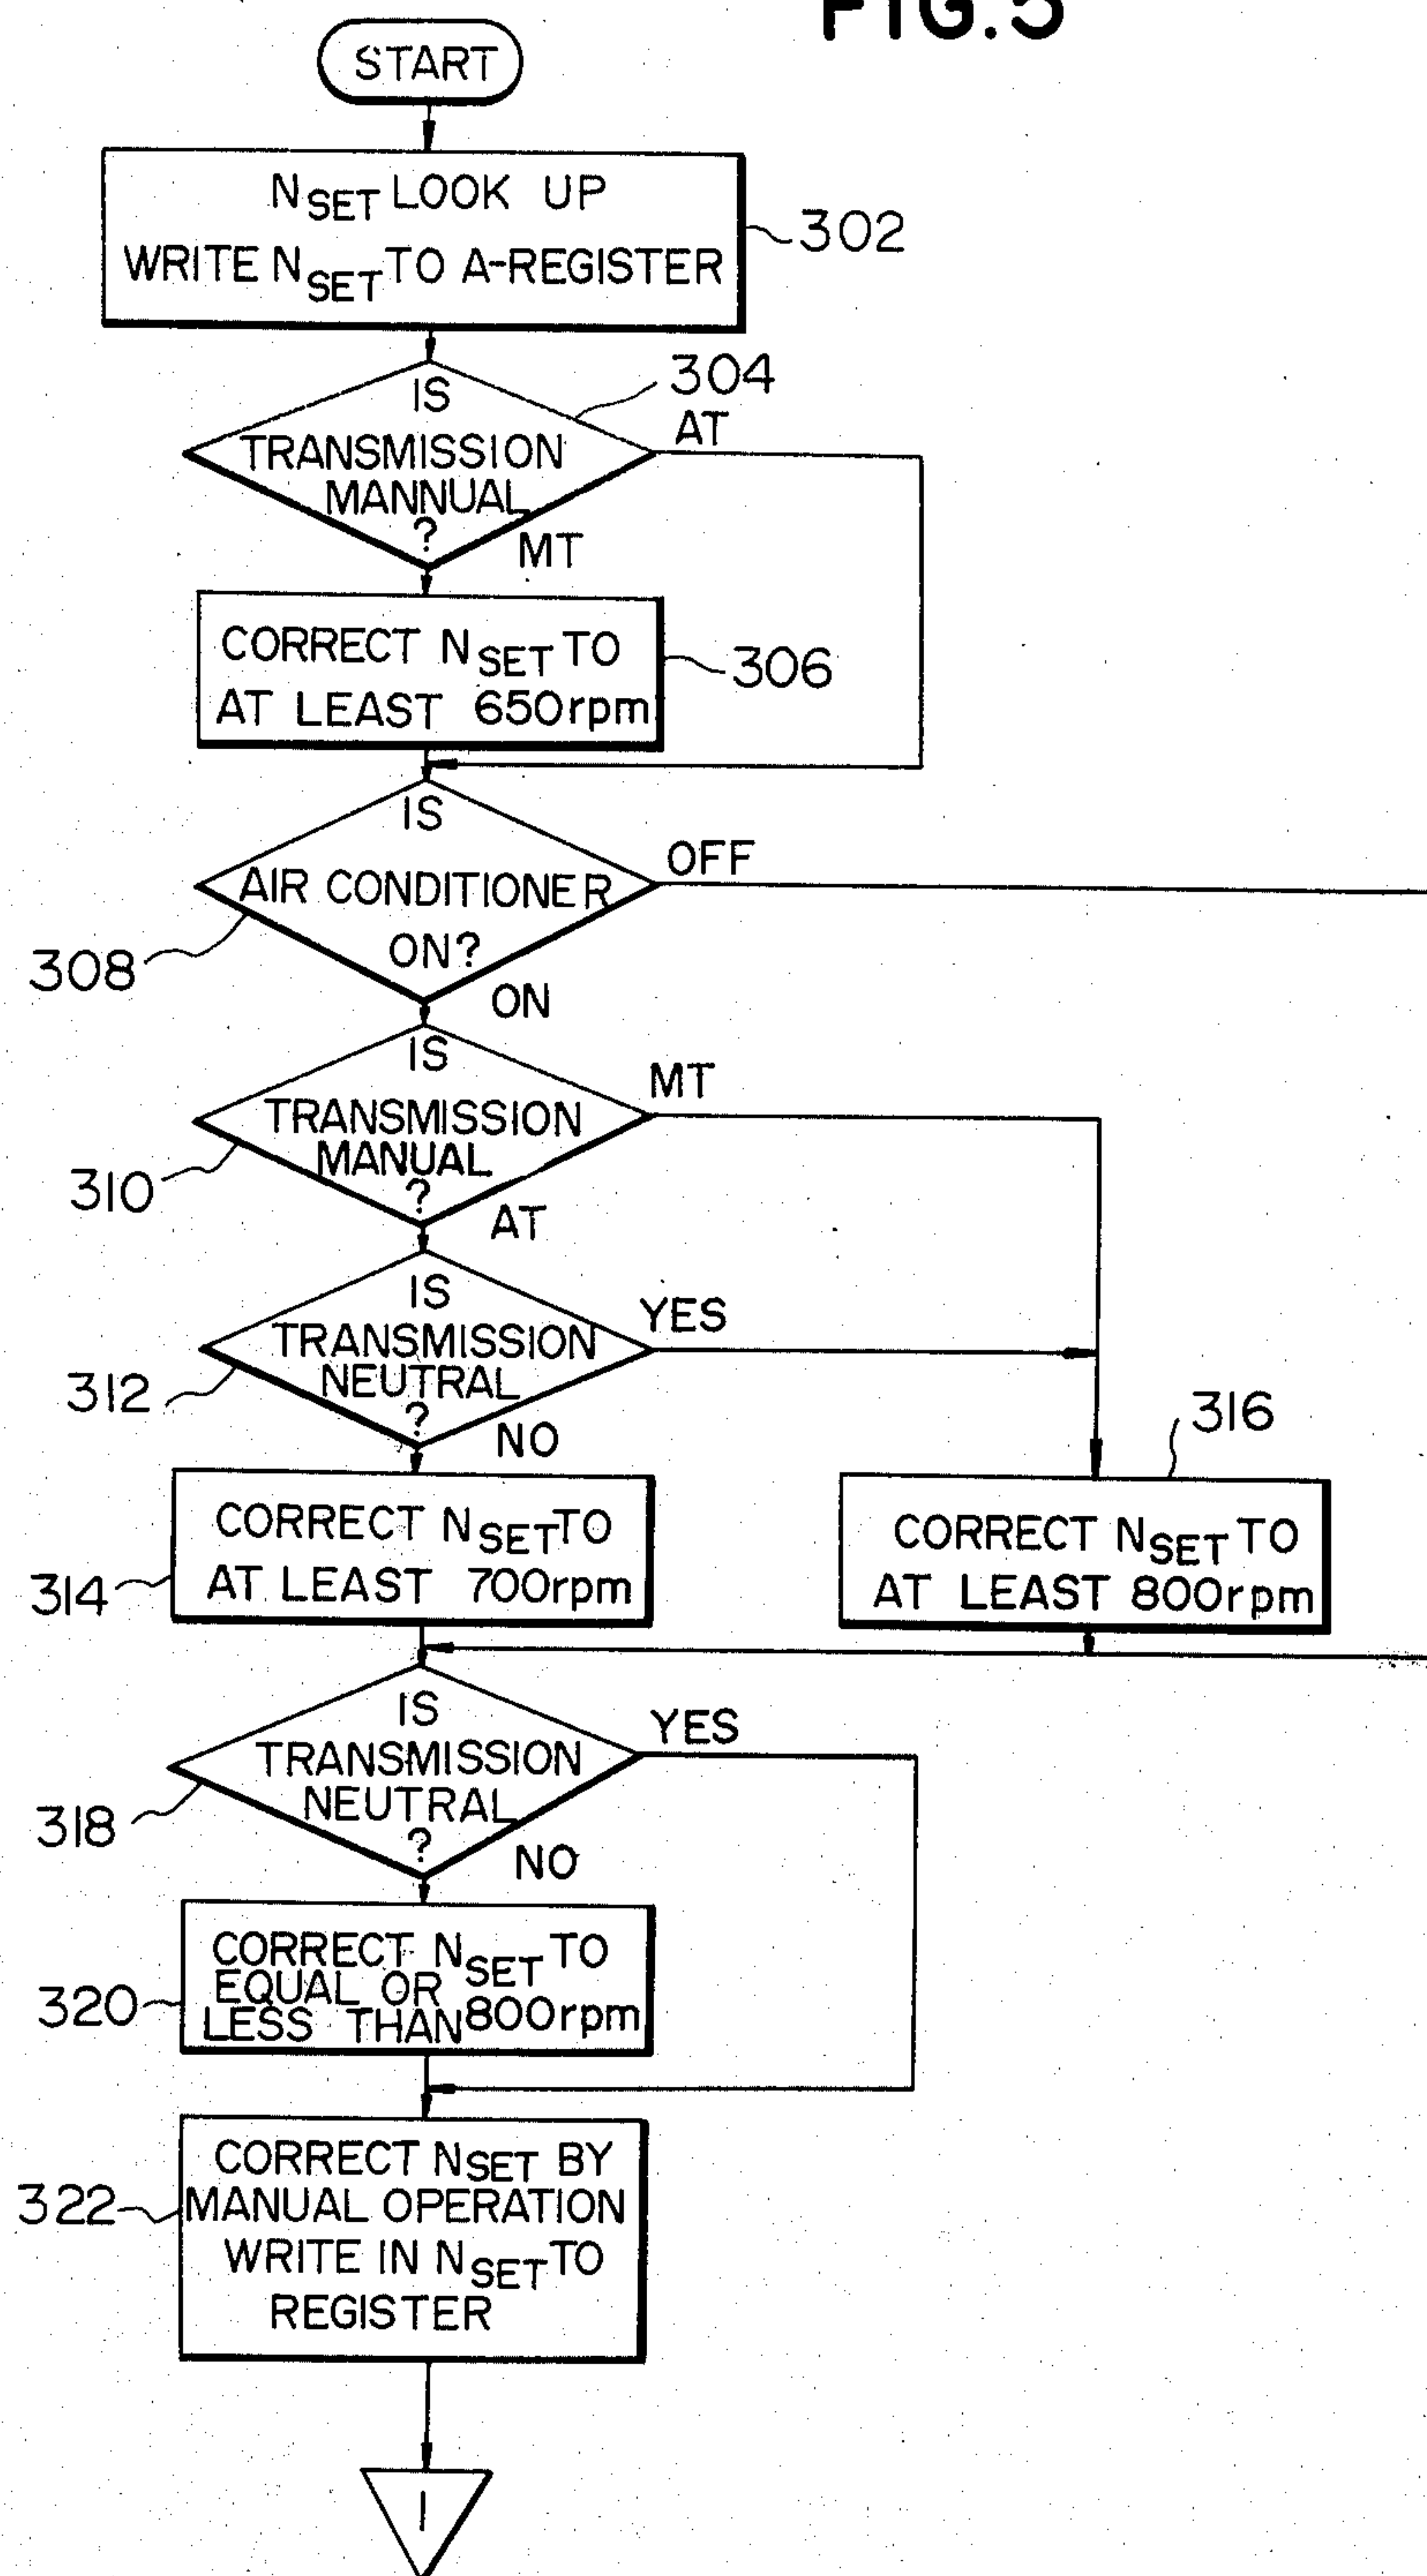 FIG.5
START
NSET LOOK UP
WRITE NSET TO A-REGISTER
302
304
IS
TRANSMISSION
MANNUAL
?
AT
MT
CORRECT NSET TO
AT LEAST 650rpm
306
IS
AIR CONDITIONER
ON?
OFF
308
ON
IS
TRANSMISSION
MANUAL
?
MT
310
AT
IS
TRANSMISSION
NEUTRAL
?
YES
312
NO
316
CORRECT NSET TO
AT LEAST 700rpm
314
CORRECT NSET TO
AT LEAST 800rpm
IS
TRANSMISSION
NEUTRAL
?
YES
318
NO
CORRECT NSET TO
EQUAL OR
LESS THAN 800rpm
320
CORRECT NSET BY
MANUAL OPERATION
WRITE IN NSET TO
REGISTER
322
I